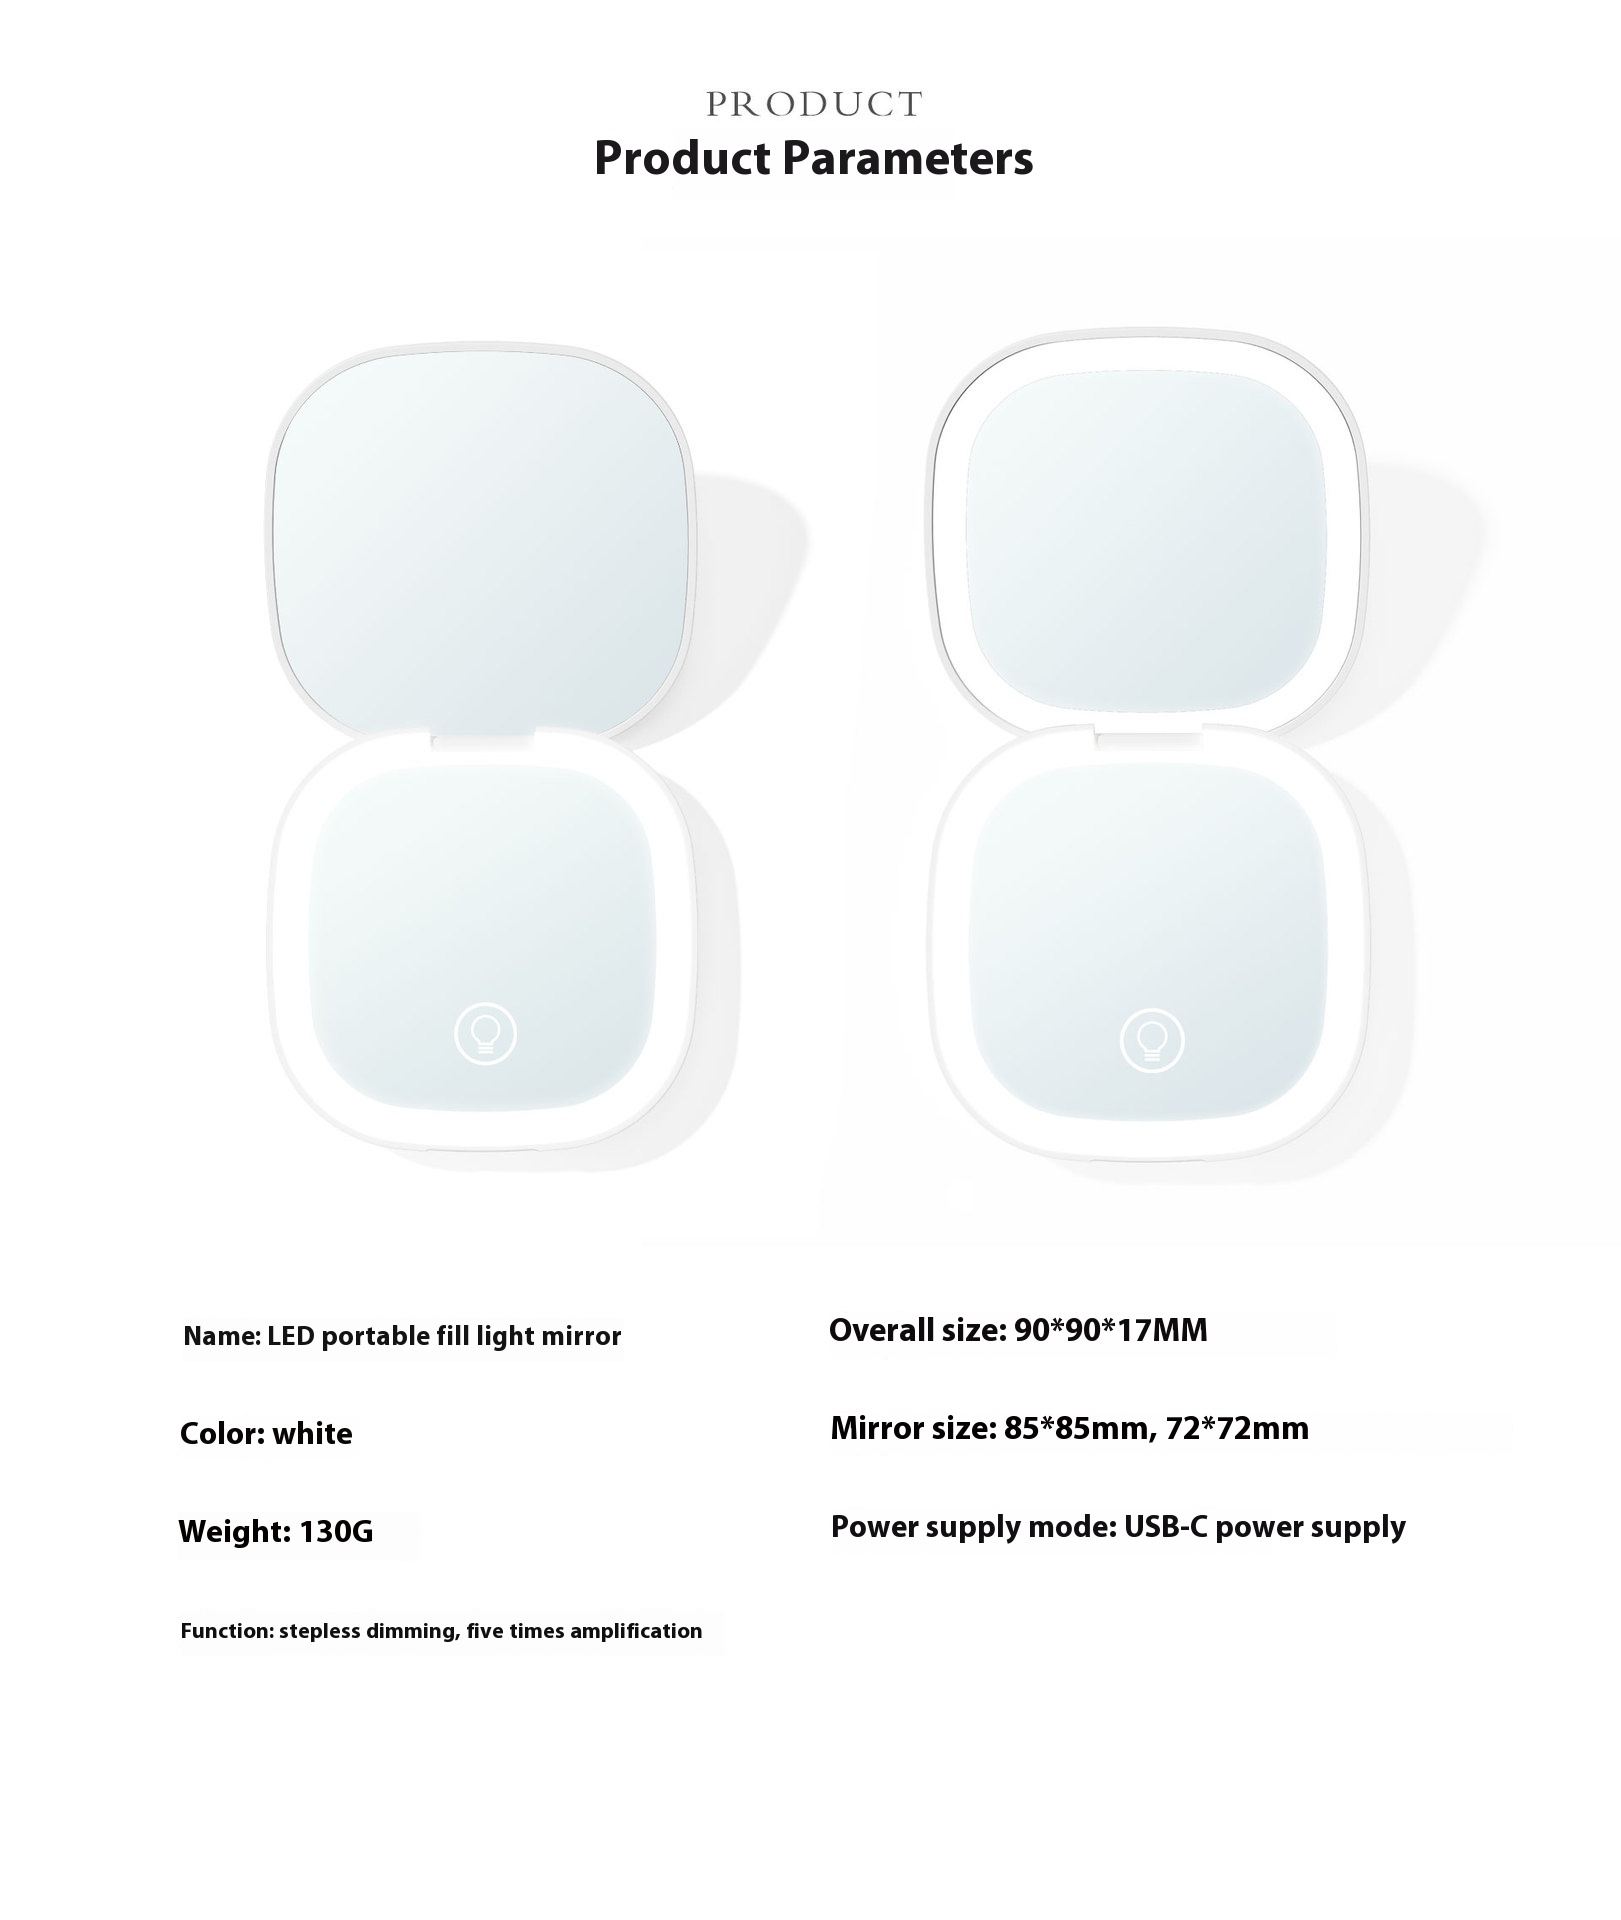 PRODUCT
Product Parameters
Name: LED portable fill light mirror
Overall size: 90*90*17MM
Color: white
Mirror size: 85*85mm, 72*72mm
Weight: 130G
Power supply mode: USB-C power supply
Function: stepless dimming, five times amplification